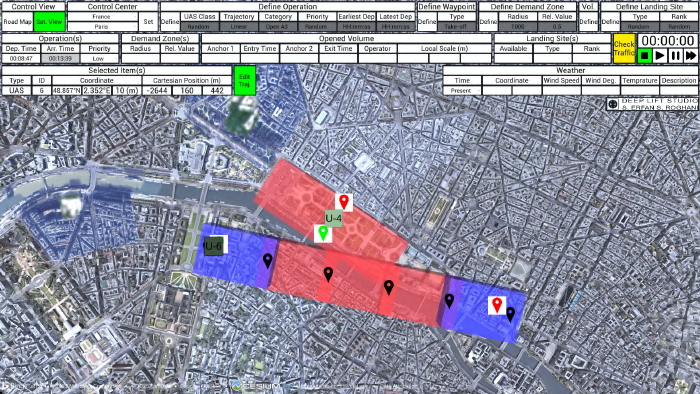 Control View
Control Center
Define Operation
Define Waypoint
Define Demand Zone
Vol.
Define Landing Site
Road Map
Sat. View
France
Paris
Set
Define
UAS Class
Trajectory
Category
Priority
Earliest Dep
Latest Dep
Random
Linear
Open A3
Random
HH:mm:ss
HH:mm:ss
Define
Type
Take-off
Define
Radius
Rel. Value
1000
0.5
Define
Define
Type
Rank
Random
Random
Operation(s)
Demand Zone(s)
Opened Volume
Landing Site(s)
Check Traffic
00:00:00
Dep. Time
Arr. Time
Priority
Radius
Rel. Value
Anchor 1
Entry Time
Anchor 2
Exit Time
Operator
Local Scale (m)
Available
Type
Rank
00:08:47
00:13:39
Low
Selected Item(s)
Edit Traj.
Weather
Type
ID
Coordinate
Cartesian Position (m)
Time
Coordinate
Wind Speed
Wind Deg.
Temprature
Description
UAS
6
48.857°N
2.352°E
10 (m)
-2644
160
442
Present
DEEP LIFT STUDIO
S. ERFAN S. ROGHANI
U-4
U-6
CESIUM